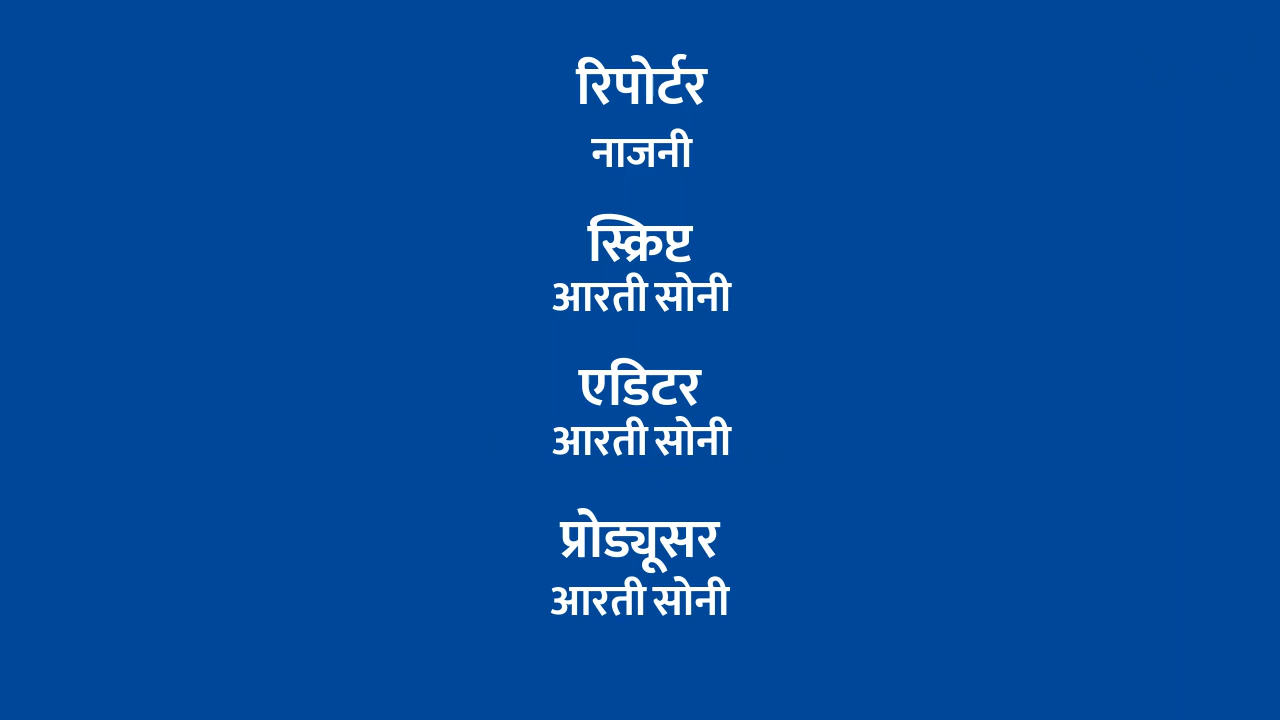 रिपोर्टर
नाजनी
स्क्रिप्ट
आरती सोनी
एडिटर
आरती सोनी
प्रोड्यूसर
आरती सोनी